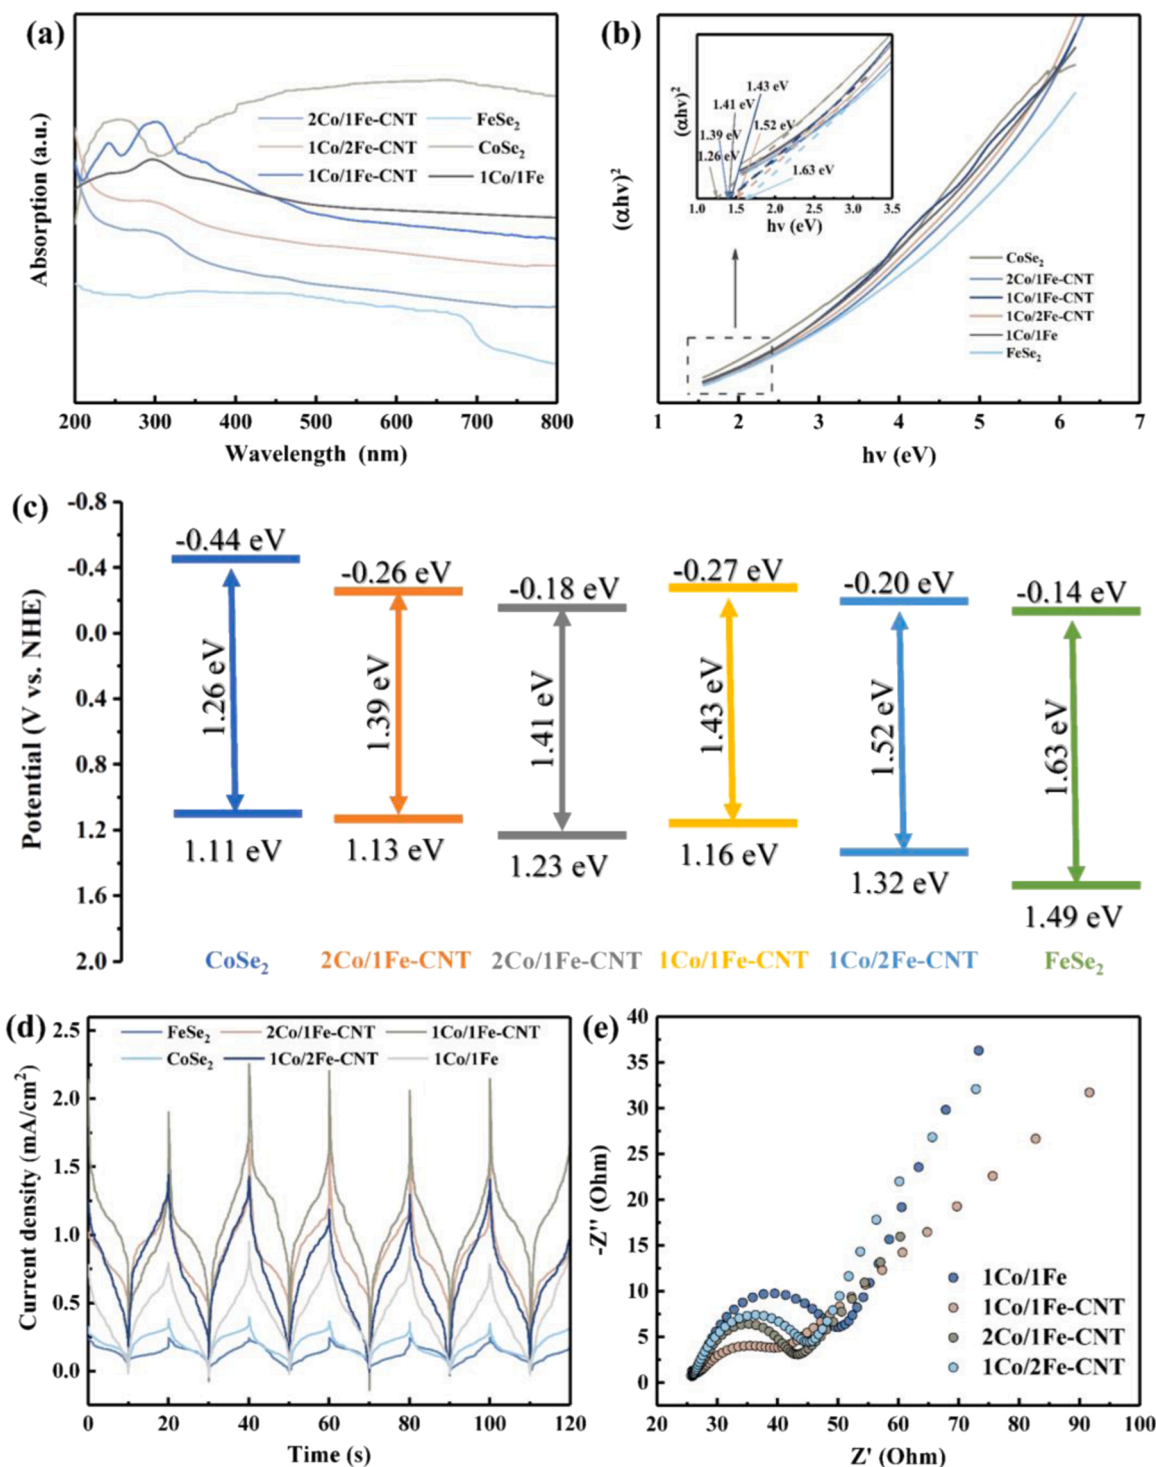 (a)
Absorption (a.u.)
2Co/1Fe-CNT
FeSe2
1Co/2Fe-CNT
CoSe2
1Co/1Fe-CNT
1Co/1Fe
200 300 400 500 600 700 800
Wavelength (nm)
(b)
(αhν)²
(αhν)²
1.43 eV
1.41 eV
1.52 eV
1.39 eV
1.26 eV
1.63 eV
1.0 1.5 2.0 2.5 3.0 3.5
hν (eV)
CoSe2
2Co/1Fe-CNT
1Co/1Fe-CNT
1Co/2Fe-CNT
1Co/1Fe
FeSe2
1 2 3 4 5 6 7
hν (eV)
(c)
Potential (V vs. NHE)
-0.8
-0.4
0.0
0.4
0.8
1.2
1.6
2.0
-0.44 eV
-0.26 eV
-0.18 eV
-0.27 eV
-0.20 eV
-0.14 eV
1.26 eV
1.39 eV
1.41 eV
1.43 eV
1.52 eV
1.63 eV
1.11 eV
1.13 eV
1.23 eV
1.16 eV
1.32 eV
1.49 eV
CoSe2
2Co/1Fe-CNT
2Co/1Fe-CNT
1Co/1Fe-CNT
1Co/2Fe-CNT
FeSe2
(d)
Current density (mA/cm²)
2.5
2.0
1.5
1.0
0.5
0.0
FeSe2
2Co/1Fe-CNT
1Co/1Fe-CNT
CoSe2
1Co/2Fe-CNT
1Co/1Fe
0 20 40 60 80 100 120
Time (s)
(e)
-Z'' (Ohm)
40
35
30
25
20
15
10
5
0
1Co/1Fe
1Co/1Fe-CNT
2Co/1Fe-CNT
1Co/2Fe-CNT
20 30 40 50 60 70 80 90 100
Z' (Ohm)